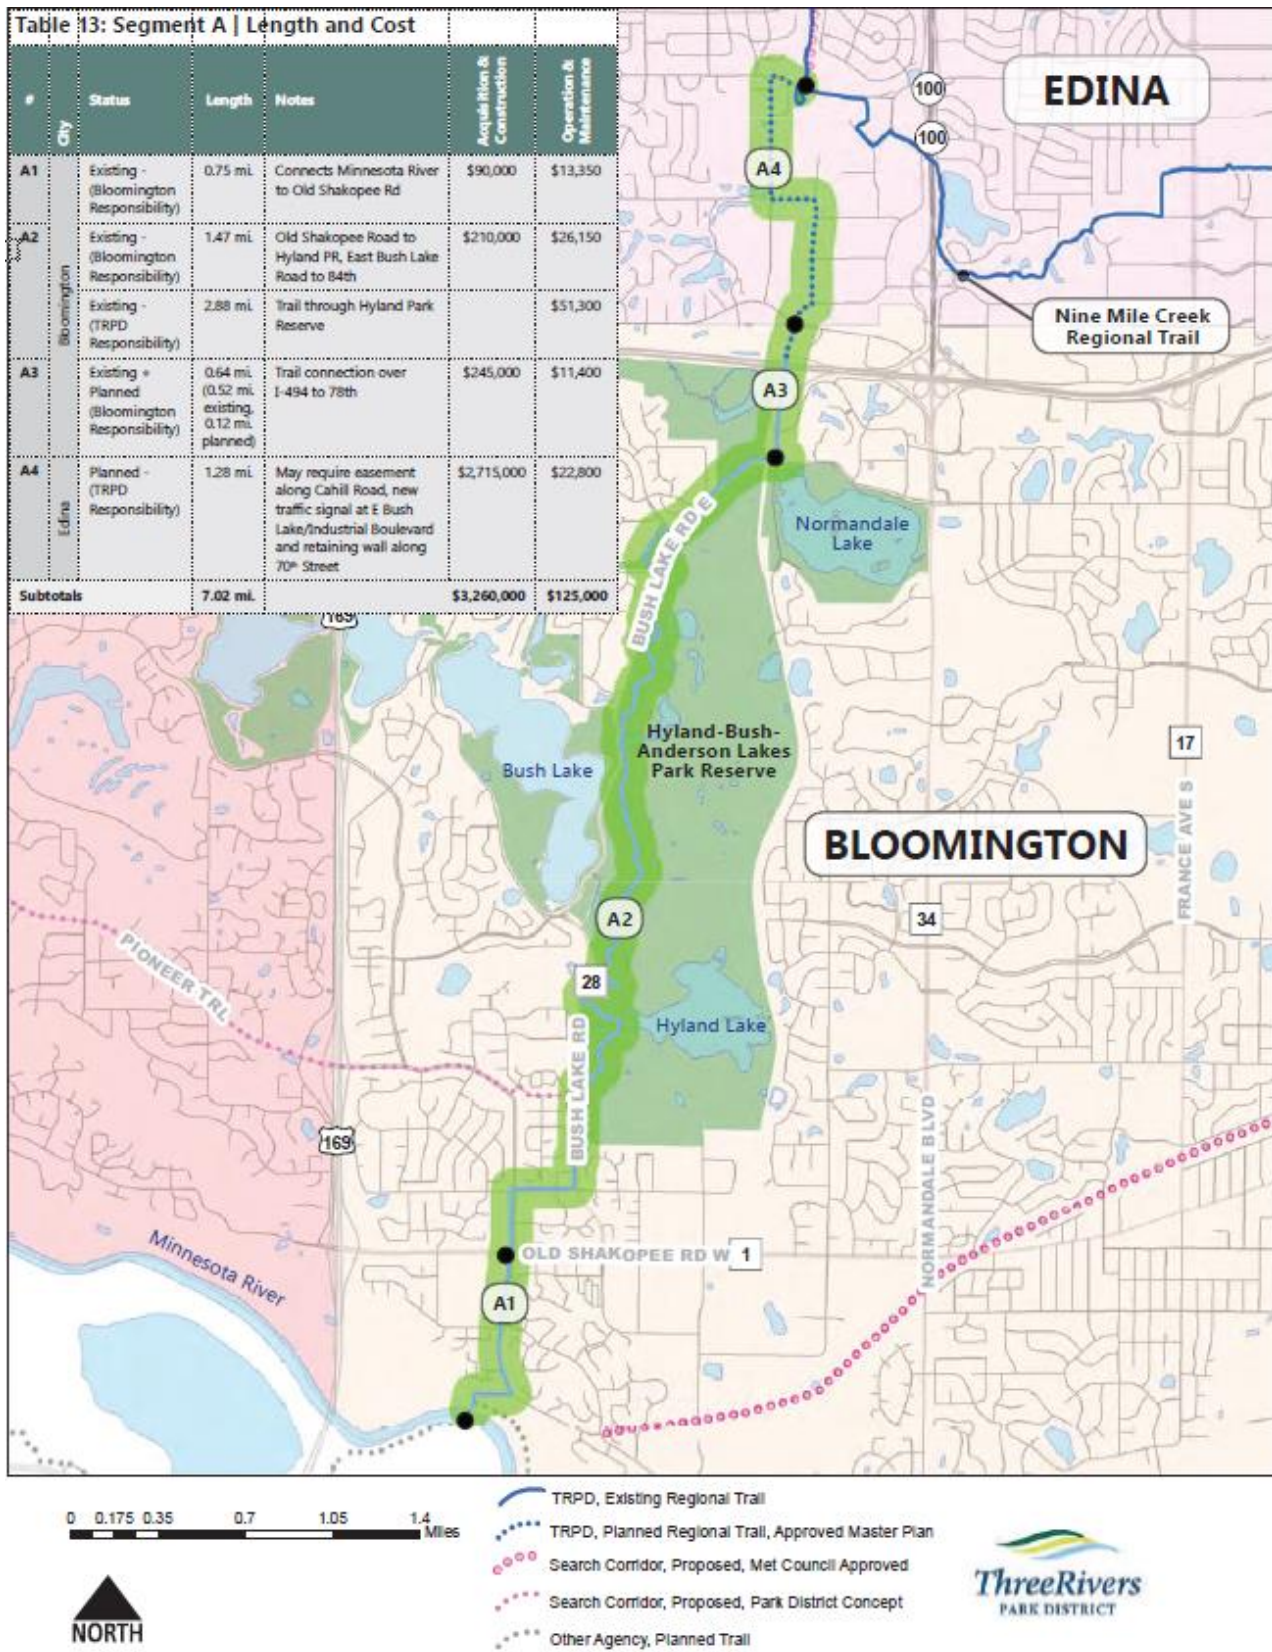 Table 13: Segment A | Length and Cost
#
City
Status
Length
Notes
Acquisition &
Construction
Operation &
Maintenance
A1
Existing -
(Bloomington
Responsibility)
0.75 mi.
Connects Minnesota River
to Old Shakopee Rd
$90,000
$13,350
A2
Bloomington
Existing -
(Bloomington
Responsibility)
1.47 mi.
Old Shakopee Road to
Hyland PR, East Bush Lake
Road to 84th
$210,000
$26,150
Existing -
(TRPD
Responsibility)
2.88 mi.
Trail through Hyland Park
Reserve
$51,300
A3
Existing +
Planned
(Bloomington
Responsibility)
0.64 mi.
(0.52 mi.
existing,
0.12 mi.
planned)
Trail connection over
I-494 to 78th
$245,000
$11,400
A4
Edina
Planned -
(TRPD
Responsibility)
1.28 mi.
May require easement
along Cahill Road, new
traffic signal at E Bush
Lake/Industrial Boulevard
and retaining wall along
70th Street
$2,715,000
$22,800
Subtotals
7.02 mi.
$3,260,000
$125,000
EDINA
100
100
A4
Nine Mile Creek
Regional Trail
A3
Normandale
Lake
BUSH LAKE RD E
169
Hyland-Bush-
Anderson Lakes
Park Reserve
Bush Lake
17
BLOOMINGTON
FRANCE AVE S
A2
34
PIONEER TRL
28
Hyland Lake
BUSH LAKE RD
169
NORMANDALE BLVD
Minnesota River
OLD SHAKOPEE RD W
1
A1
0 0.175 0.35 0.7 1.05 1.4
Miles
NORTH
TRPD, Existing Regional Trail
TRPD, Planned Regional Trail, Approved Master Plan
Search Corridor, Proposed, Met Council Approved
Search Corridor, Proposed, Park District Concept
Other Agency, Planned Trail
ThreeRivers
PARK DISTRICT